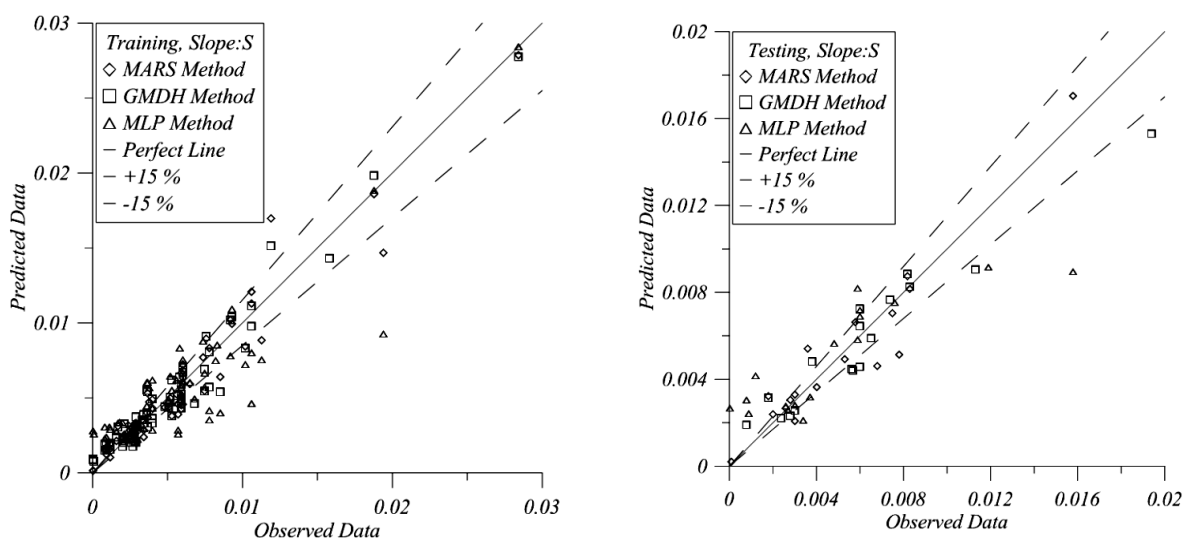 0.03
0.02
0.01
0
Predicted Data
Training, Slope:S
MARS Method
GMDH Method
MLP Method
Perfect Line
+15 %
-15 %
0 0.01 0.02 0.03
Observed Data
0.02
0.016
0.012
0.008
0.004
0
Predicted Data
Testing, Slope:S
MARS Method
GMDH Method
MLP Method
Perfect Line
+15 %
-15 %
0 0.004 0.008 0.012 0.016 0.02
Observed Data